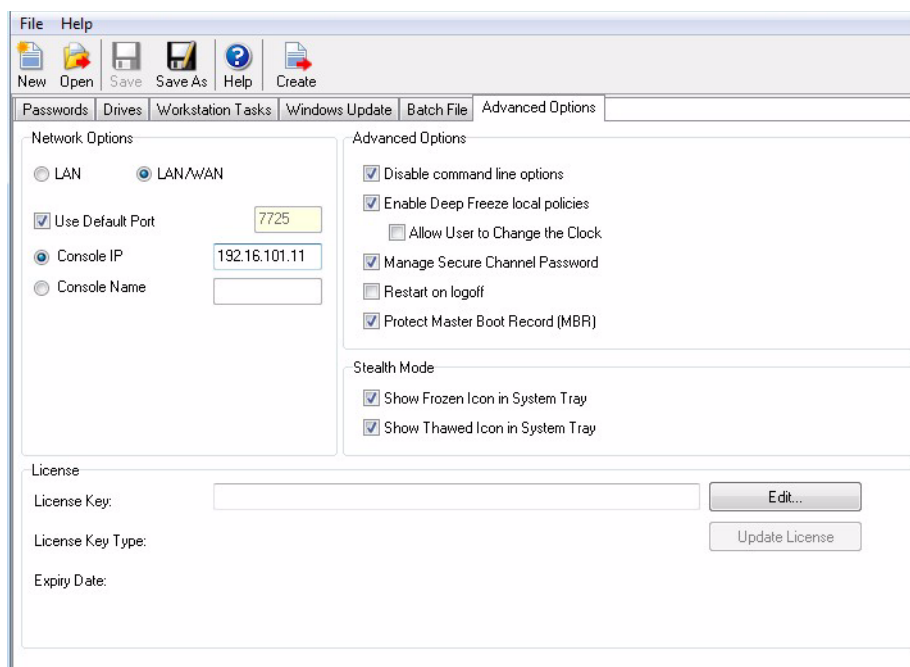 File Help
New Open Save Save As Help Create
Passwords Drives Workstation Tasks Windows Update Batch File Advanced Options
Network Options
LAN LAN/WAN
Use Default Port 7725
Console IP 192.16.101.11
Console Name
Advanced Options
Disable command line options
Enable Deep Freeze local policies
Allow User to Change the Clock
Manage Secure Channel Password
Restart on logoff
Protect Master Boot Record (MBR)
Stealth Mode
Show Frozen Icon in System Tray
Show Thawed Icon in System Tray
License
License Key: Edit...
License Key Type: Update License
Expiry Date: